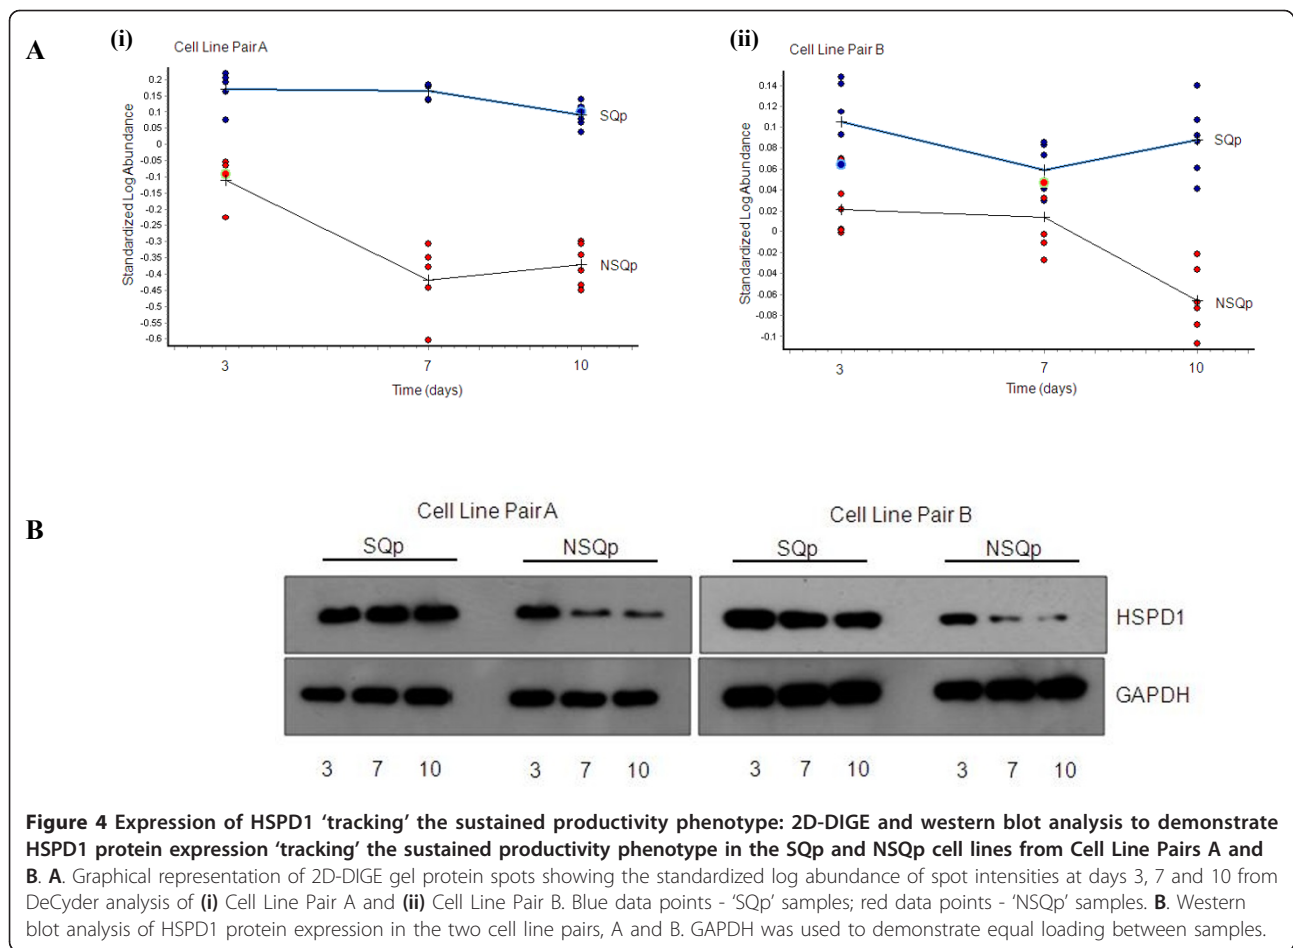 A
(i)
Cell Line Pair A
0.2
0.15
0.1
0.05
0
-0.05
-0.1
-0.15
-0.2
-0.25
-0.3
-0.35
-0.4
-0.45
-0.5
-0.55
-0.6
Standardized Log Abundance
SQp
NSQp
3
7
10
Time (days)
(ii)
Cell Line Pair B
0.14
0.12
0.1
0.08
0.06
0.04
0.02
0
-0.02
-0.04
-0.06
-0.08
-0.1
Standardized Log Abundance
SQp
NSQp
3
7
10
Time (days)
B
Cell Line Pair A
Cell Line Pair B
SQp
NSQp
SQp
NSQp
HSPD1
GAPDH
3 7 10 3 7 10 3 7 10 3 7 10
Figure 4 Expression of HSPD1 ‘tracking’ the sustained productivity phenotype: 2D-DIGE and western blot analysis to demonstrate
HSPD1 protein expression ‘tracking’ the sustained productivity phenotype in the SQp and NSQp cell lines from Cell Line Pairs A and
B. A. Graphical representation of 2D-DIGE gel protein spots showing the standardized log abundance of spot intensities at days 3, 7 and 10 from
DeCyder analysis of (i) Cell Line Pair A and (ii) Cell Line Pair B. Blue data points - ‘SQp’ samples; red data points - ‘NSQp’ samples. B. Western
blot analysis of HSPD1 protein expression in the two cell line pairs, A and B. GAPDH was used to demonstrate equal loading between samples.